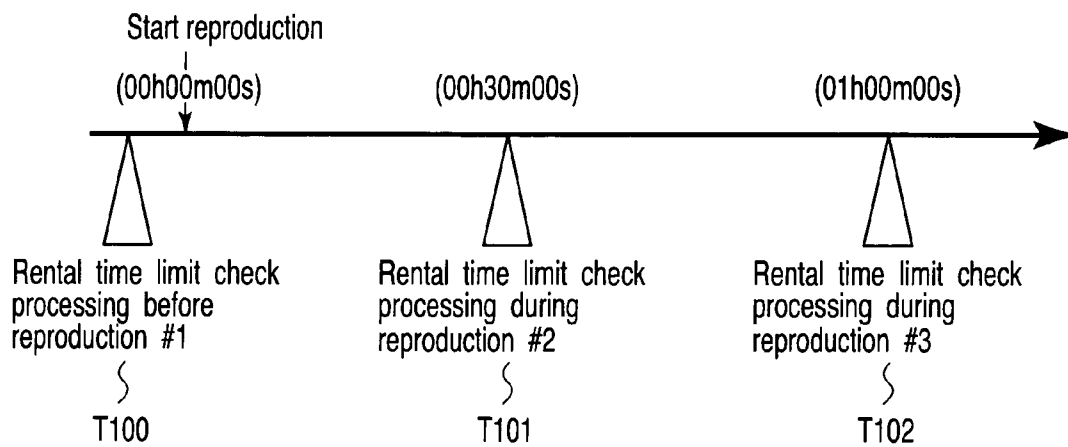 Start reproduction
(00h00m00s)
(00h30m00s)
(01h00m00s)
Rental time limit check
processing before
reproduction #1
T100
Rental time limit check
processing during
reproduction #2
T101
Rental time limit check
processing during
reproduction #3
T102